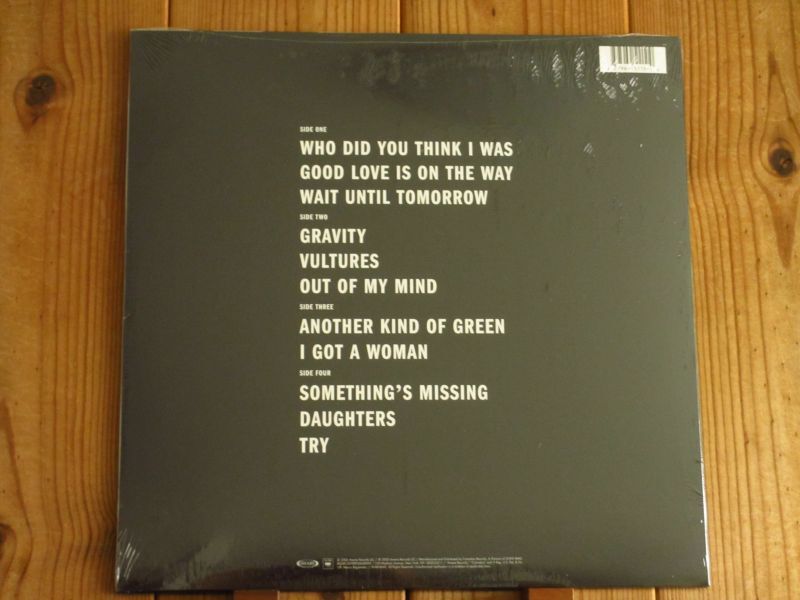 SIDE ONE
WHO DID YOU THINK I WAS
GOOD LOVE IS ON THE WAY
WAIT UNTIL TOMORROW
SIDE TWO
GRAVITY
VULTURES
OUT OF MY MIND
SIDE THREE
ANOTHER KIND OF GREEN
I GOT A WOMAN
SIDE FOUR
SOMETHING'S MISSING
DAUGHTERS
TRY